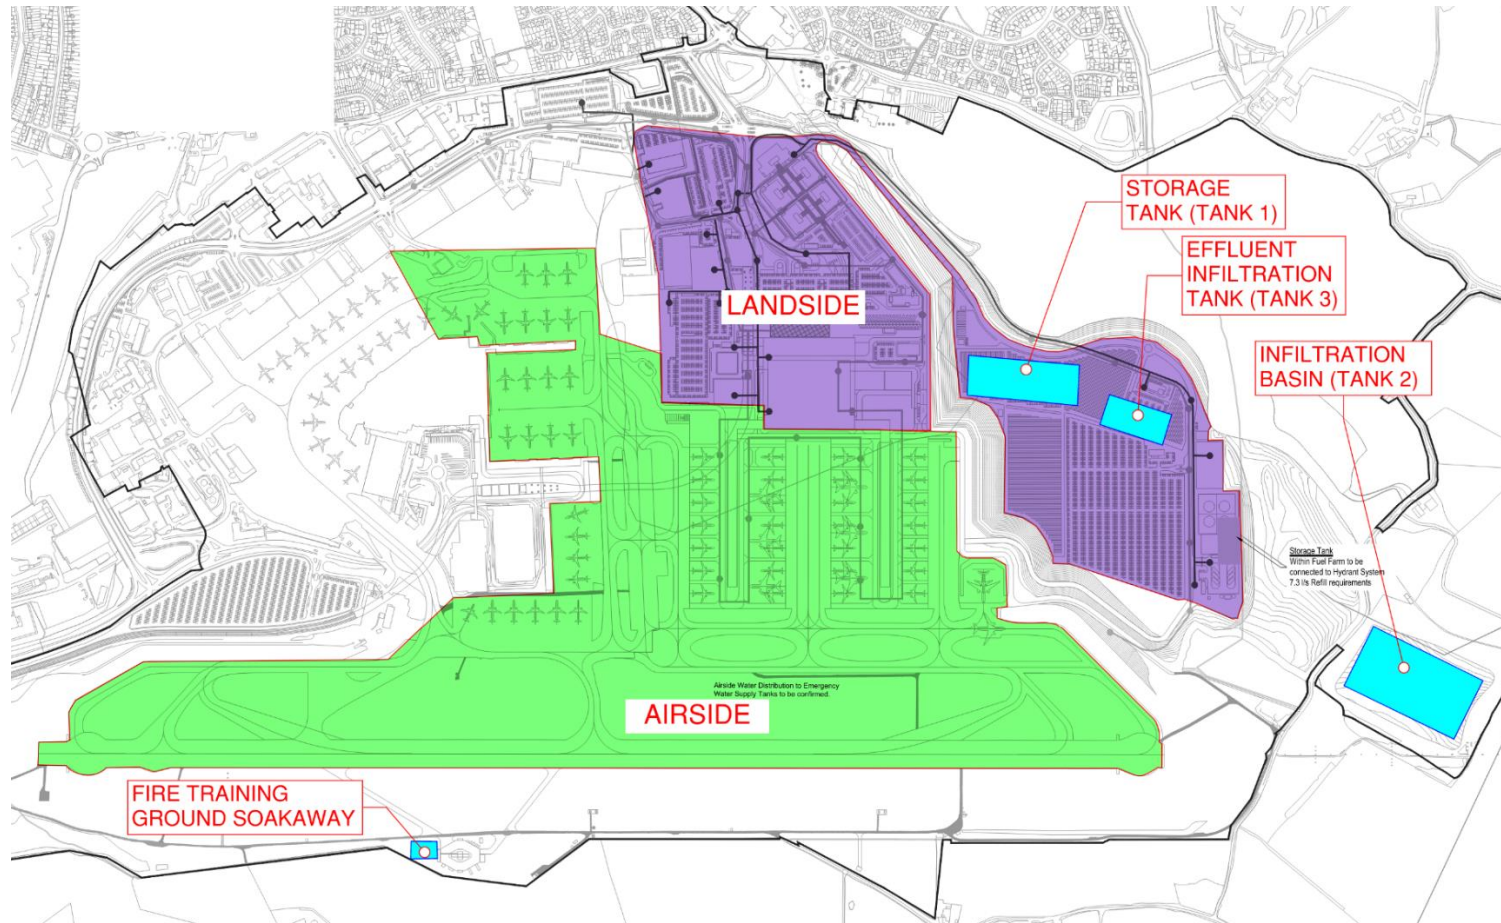 STORAGE
TANK (TANK 1)
EFFLUENT
INFILTRATION
TANK (TANK 3)
LANDSIDE
INFILTRATION
BASIN (TANK 2)
Storage Tank
Within Fuel Farm to be
connected to Hydrant System
7.3 l/s Refill requirements
Airside Water Distribution to Emergency
Water Supply Tanks to be confirmed.
AIRSIDE
FIRE TRAINING
GROUND SOAKAWAY